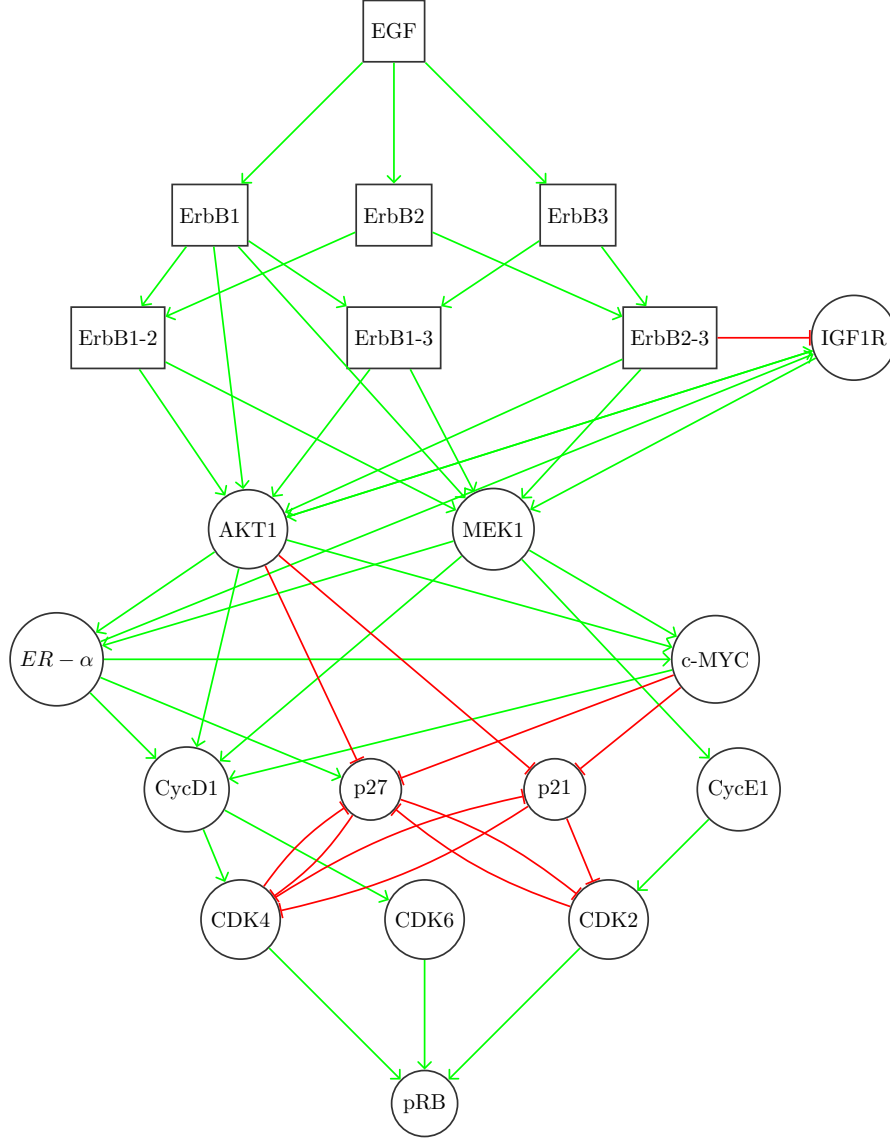 EGF
ErbB1
ErbB2
ErbB3
ErbB1-2
ErbB1-3
ErbB2-3
IGF1R
AKT1
MEK1
ER − α
c-MYC
CycD1
p27
p21
CycE1
CDK4
CDK6
CDK2
pRB